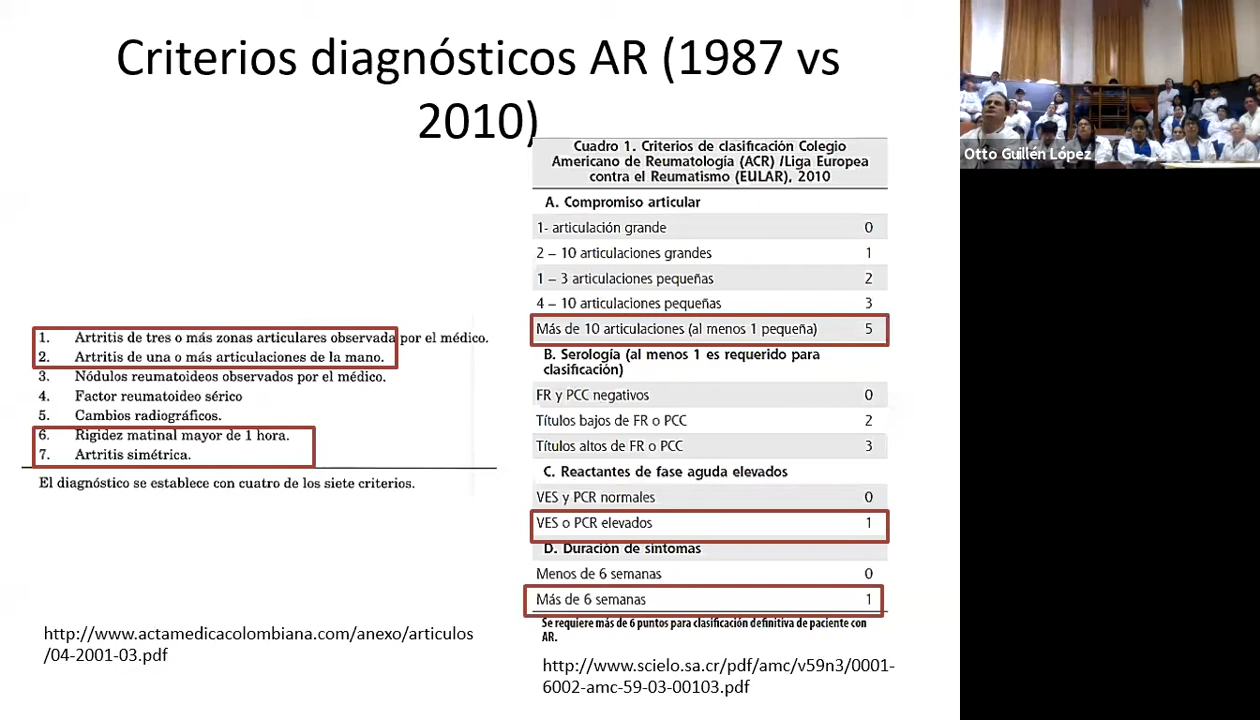 Criterios diagnósticos AR (1987 vs
2010)
1. Artritis de tres o más zonas articulares observada por el médico.
2. Artritis de una o más articulaciones de la mano.
3. Nódulos reumatoideos observados por el médico.
4. Factor reumatoideo sérico
5. Cambios radiográficos.
6. Rigidez matinal mayor de 1 hora.
7. Artritis simétrica.
El diagnóstico se establece con cuatro de los siete criterios.
http://www.actamedicacolombiana.com/anexo/articulos
/04-2001-03.pdf
Cuadro 1. Criterios de clasificación Colegio
Americano de Reumatología (ACR) /Liga Europea
contra el Reumatismo (EULAR), 2010
A. Compromiso articular
1- articulación grande 0
2 – 10 articulaciones grandes 1
1 – 3 articulaciones pequeñas 2
4 – 10 articulaciones pequeñas 3
Más de 10 articulaciones (al menos 1 pequeña) 5
B. Serología (al menos 1 es requerido para
clasificación)
FR y PCC negativos 0
Títulos bajos de FR o PCC 2
Títulos altos de FR o PCC 3
C. Reactantes de fase aguda elevados
VES y PCR normales 0
VES o PCR elevados 1
D. Duración de síntomas
Menos de 6 semanas 0
Más de 6 semanas 1
Se requiere más de 6 puntos para clasificación definitiva de paciente con
AR.
http://www.scielo.sa.cr/pdf/amc/v59n3/0001-
6002-amc-59-03-00103.pdf
Otto Guillén López